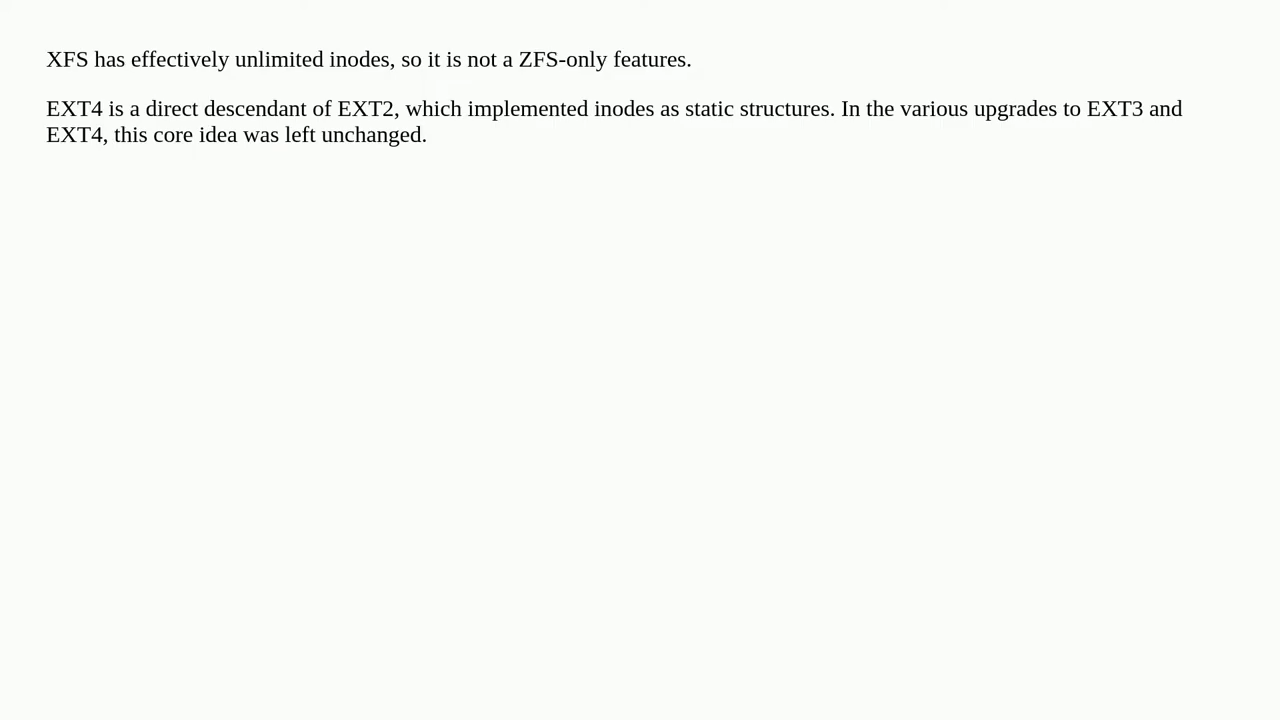 XFS has effectively unlimited inodes, so it is not a ZFS-only features.
EXT4 is a direct descendant of EXT2, which implemented inodes as static structures. In the various upgrades to EXT3 and
EXT4, this core idea was left unchanged.